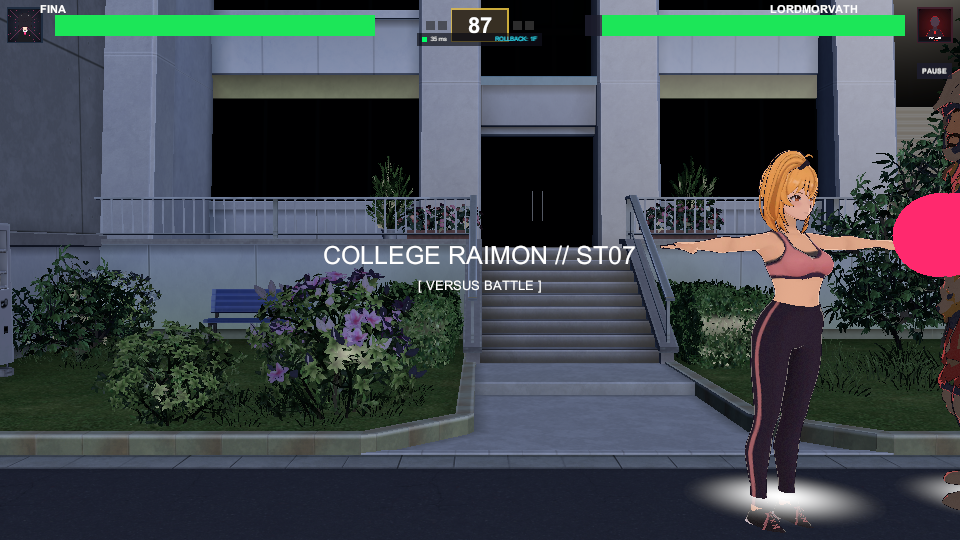 FINA
87
LORDMORVATH
35 ms
ROLLBACK: 1F
PAUSE
COLLEGE RAIMON // ST07
[ VERSUS BATTLE ]